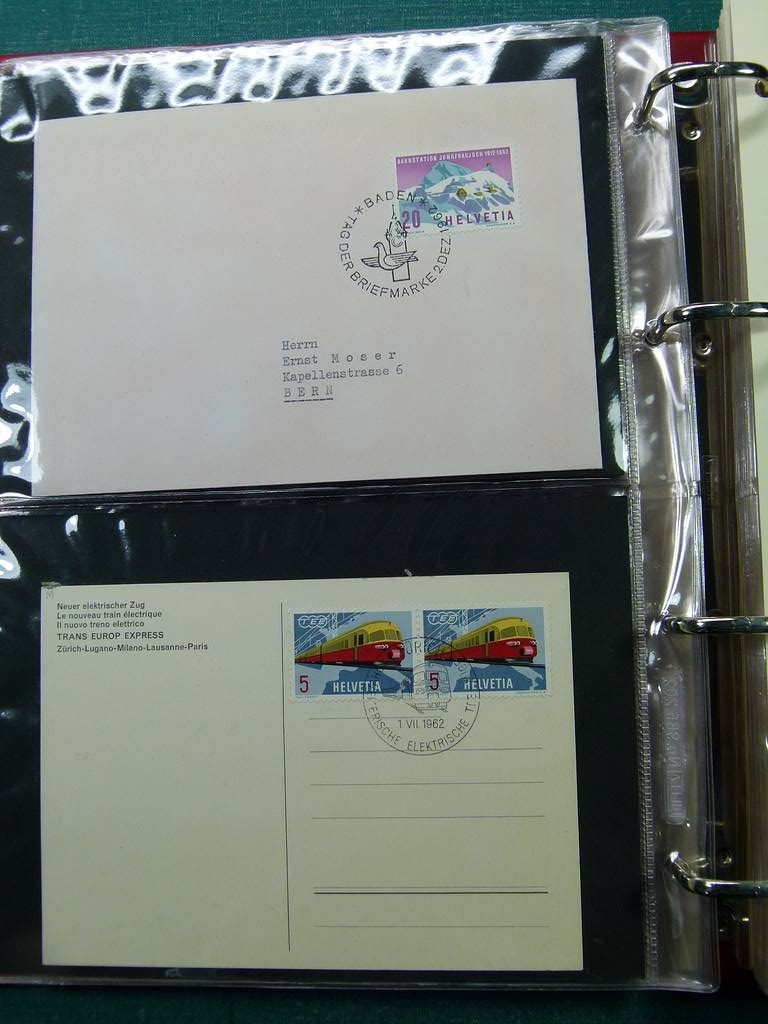 BAHNSTATION JUNGFRAUJOCH 1912-1962
20 HELVETIA
* BADEN *
TAG DER BRIEFMARKE 2 DEZ. 1962
Herrn
Ernst Moser
Kapellenstrasse 6
BERN
Neuer elektrischer Zug
Le nouveau train électrique
Il nuovo treno elettrico
TRANS EUROP EXPRESS
Zürich-Lugano-Milano-Lausanne-Paris
TEE
5 HELVETIA
TEE
5 HELVETIA
1. VII. 1962
ELEKTRISCHE